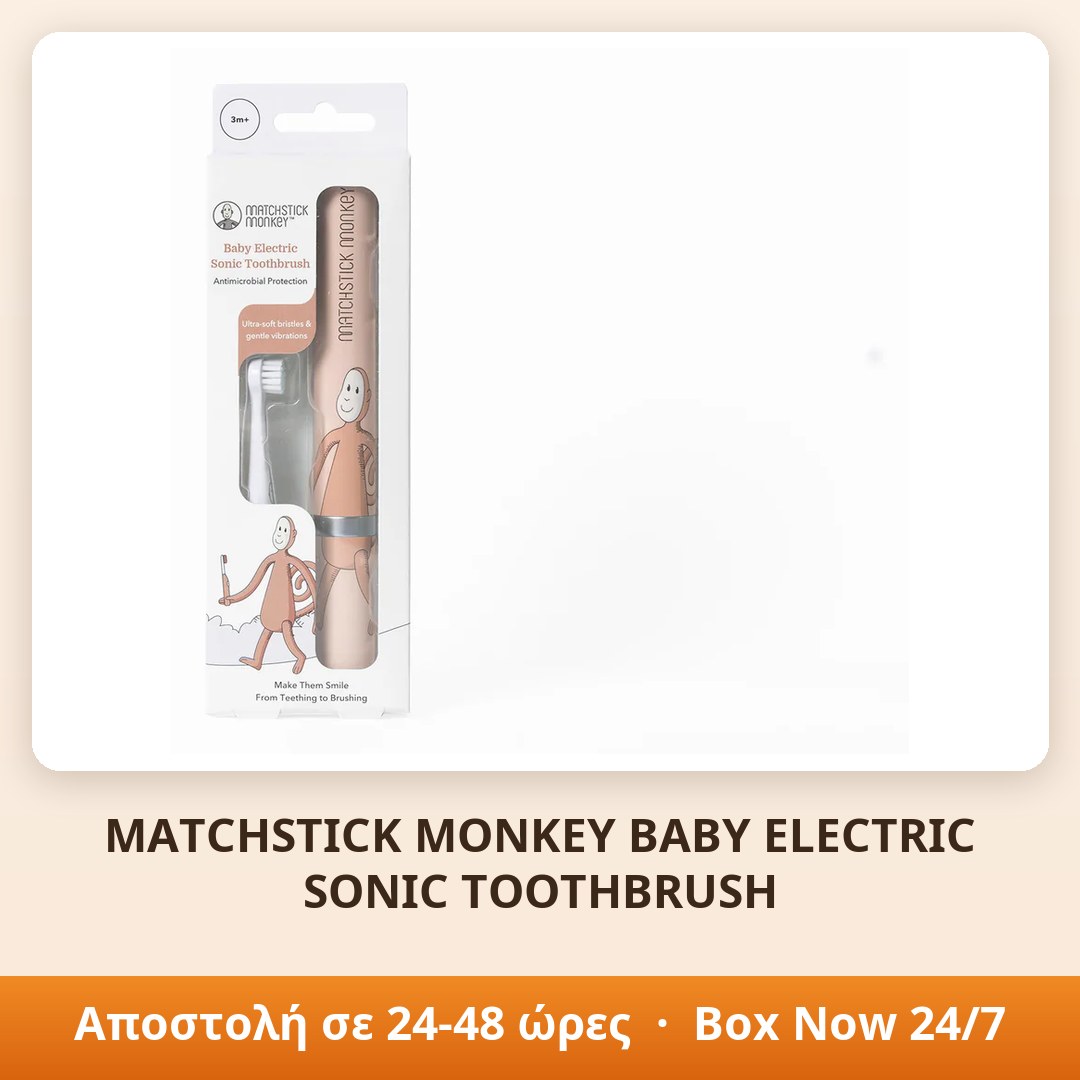 3m+
MATCHSTICK
MONKEY™
Baby Electric
Sonic Toothbrush
Antimicrobial Protection
Ultra-soft bristles &
gentle vibrations
MATCHSTICK MONKEY
Make Them Smile
From Teething to Brushing
MATCHSTICK MONKEY BABY ELECTRIC
SONIC TOOTHBRUSH
Αποστολή σε 24-48 ώρες · Box Now 24/7